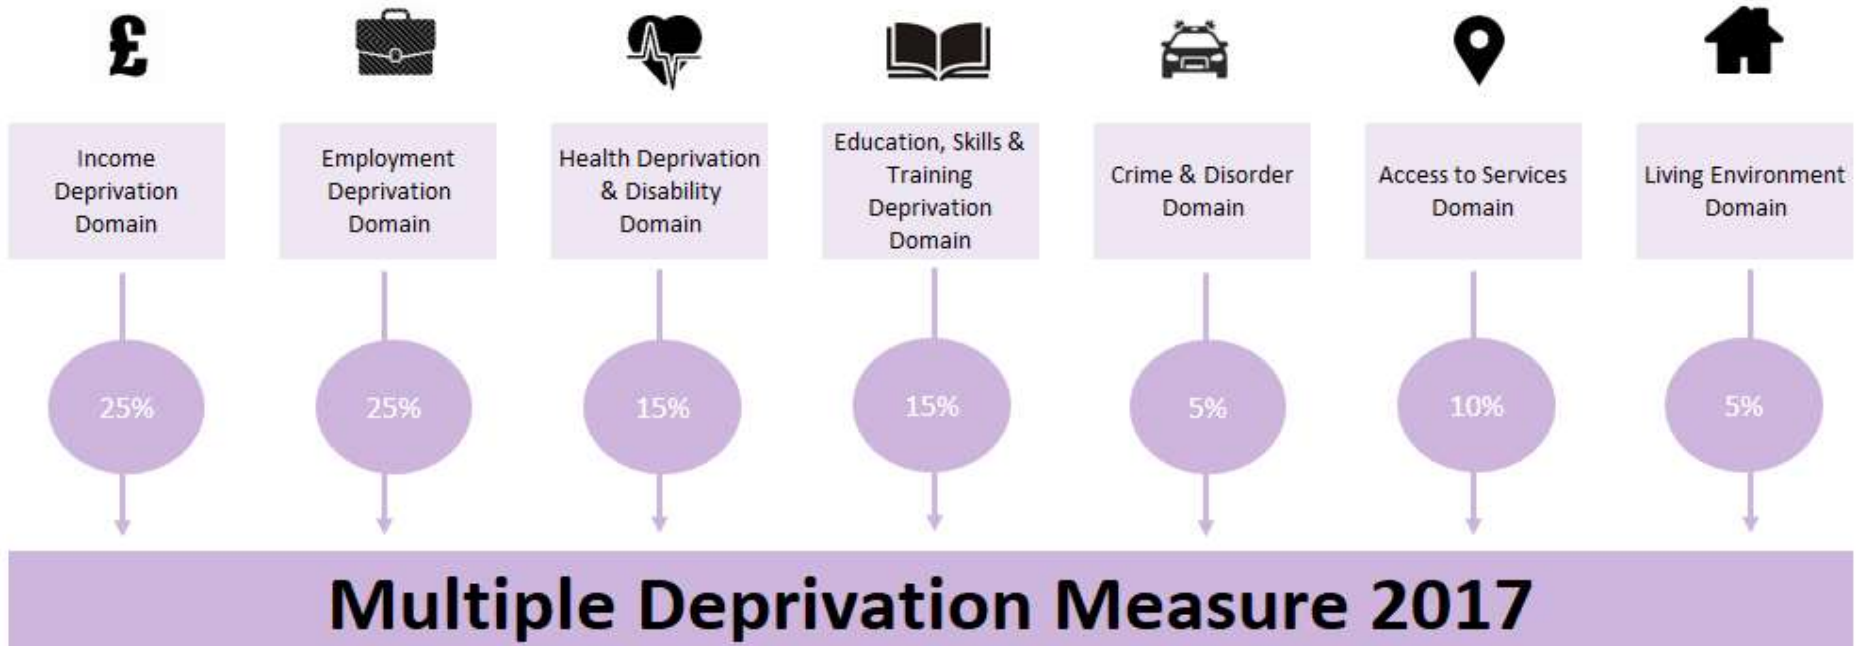 £
Income
Deprivation
Domain
Employment
Deprivation
Domain
Health Deprivation
& Disability
Domain
Education, Skills &
Training
Deprivation
Domain
Crime & Disorder
Domain
Access to Services
Domain
Living Environment
Domain
25%
25%
15%
15%
5%
10%
5%
Multiple Deprivation Measure 2017